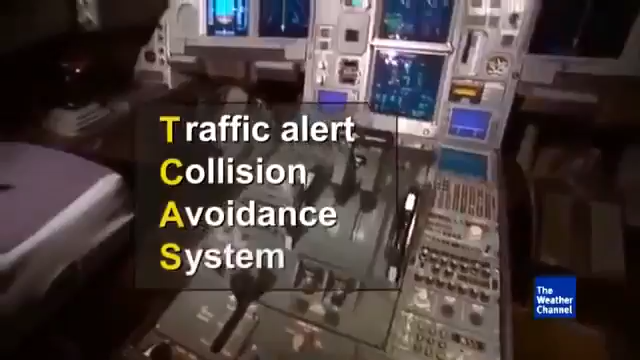 Traffic alert
Collision
Avoidance
System
The
Weather
Channel